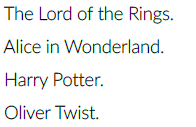 The Lord of the Rings.
Alice in Wonderland.
Harry Potter.
Oliver Twist.